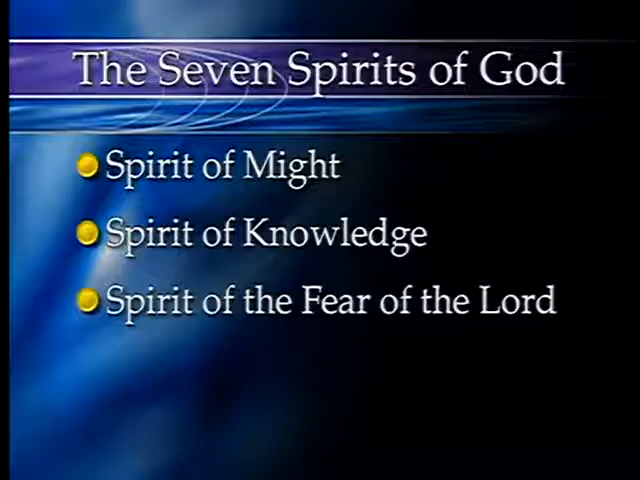 The Seven Spirits of God
Spirit of Might
Spirit of Knowledge
Spirit of the Fear of the Lord